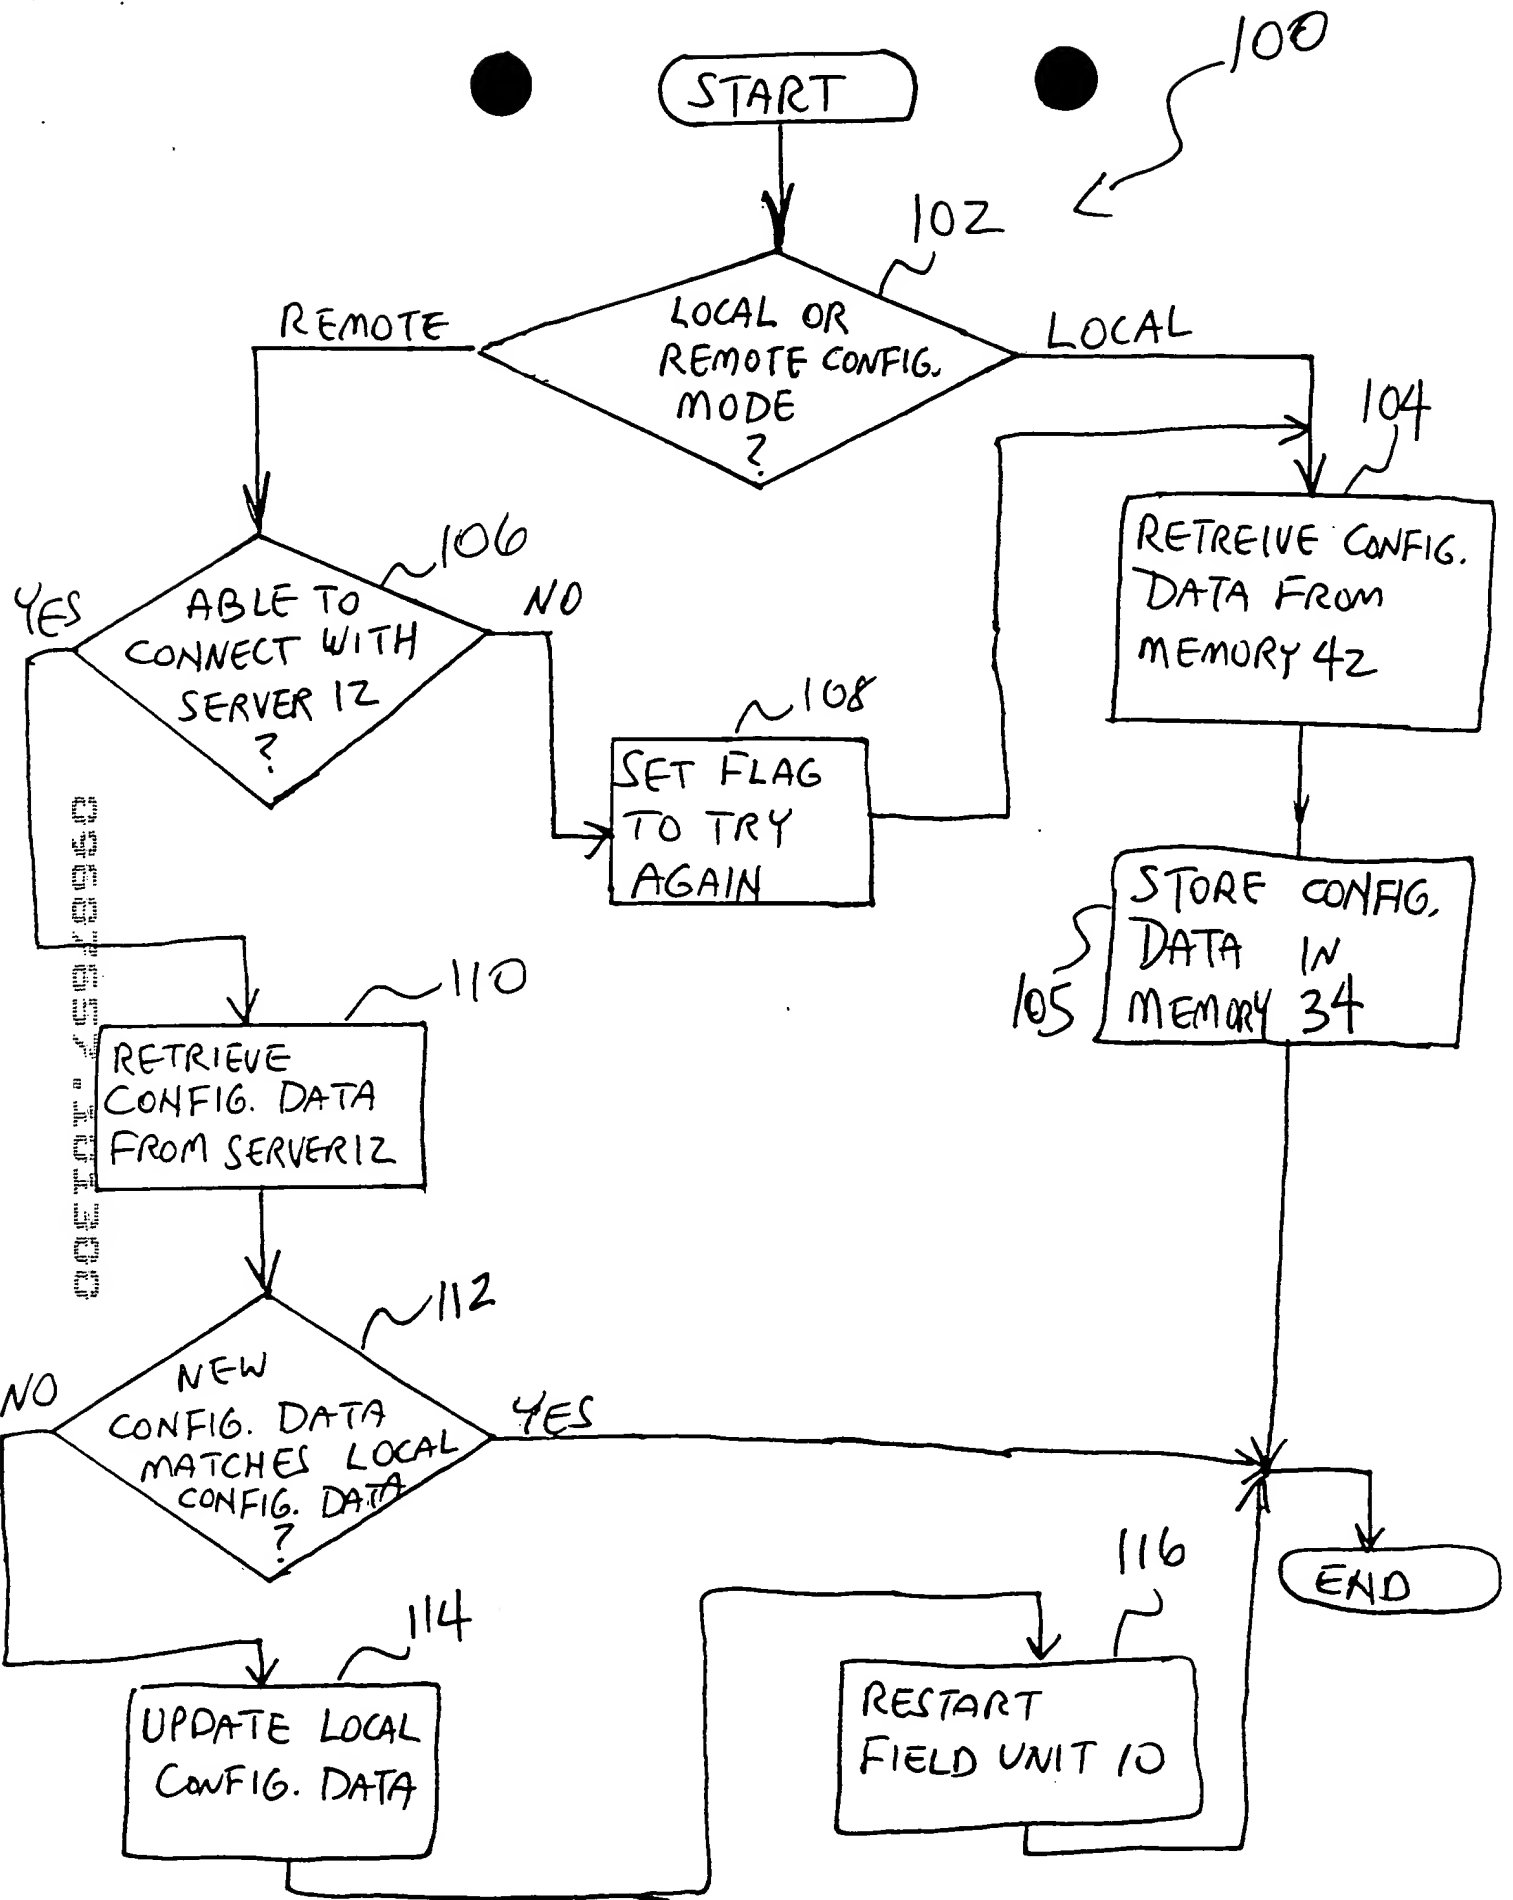 100
START
102
LOCAL OR
REMOTE CONFIG.
MODE
?
REMOTE
LOCAL
104
RETREIVE CONFIG.
DATA FROM
MEMORY 42
106
YES
NO
ABLE TO
CONNECT WITH
SERVER 12
?
108
SET FLAG
TO TRY
AGAIN
105
STORE CONFIG.
DATA IN
MEMORY 34
110
RETRIEVE
CONFIG. DATA
FROM SERVER 12
112
NO
YES
NEW
CONFIG. DATA
MATCHES LOCAL
CONFIG. DATA
?
END
114
UPDATE LOCAL
CONFIG. DATA
116
RESTART
FIELD UNIT 10